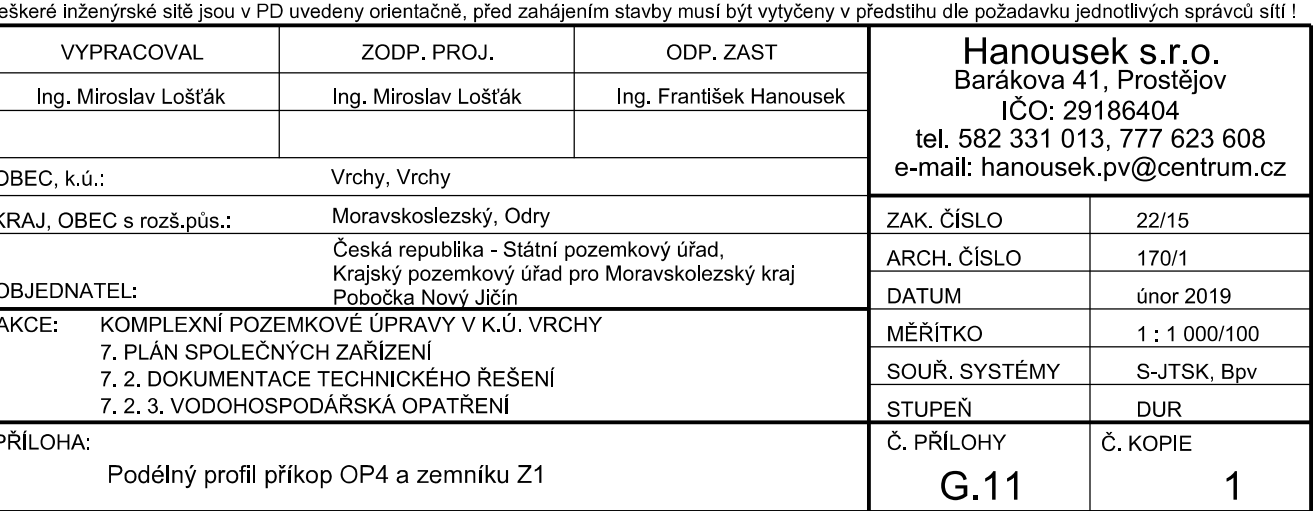 eškeré inženýrské sítě jsou v PD uvedeny orientačně, před zahájením stavby musí být vytyčeny v předstihu dle požadavku jednotlivých správců sítí !
VYPRACOVAL ZODP. PROJ. ODP. ZAST
Ing. Miroslav Lošťák Ing. Miroslav Lošťák Ing. František Hanousek
Hanousek s.r.o.
Barákova 41, Prostějov
IČO: 29186404
tel. 582 331 013, 777 623 608
e-mail: hanousek.pv@centrum.cz
OBEC, k.ú.: Vrchy, Vrchy
KRAJ, OBEC s rozš.půs.: Moravskoslezský, Odry
OBJEDNATEL: Česká republika - Státní pozemkový úřad,
Krajský pozemkový úřad pro Moravskolezský kraj
Pobočka Nový Jičín
ZAK. ČÍSLO 22/15
ARCH. ČÍSLO 170/1
DATUM únor 2019
MĚŘÍTKO 1 : 1 000/100
SOUŘ. SYSTÉMY S-JTSK, Bpv
STUPEŇ DUR
AKCE: KOMPLEXNÍ POZEMKOVÉ ÚPRAVY V K.Ú. VRCHY
7. PLÁN SPOLEČNÝCH ZAŘÍZENÍ
7. 2. DOKUMENTACE TECHNICKÉHO ŘEŠENÍ
7. 2. 3. VODOHOSPODÁŘSKÁ OPATŘENÍ
PŘÍLOHA:
Podélný profil příkop OP4 a zemníku Z1
Č. PŘÍLOHY Č. KOPIE
G.11 1